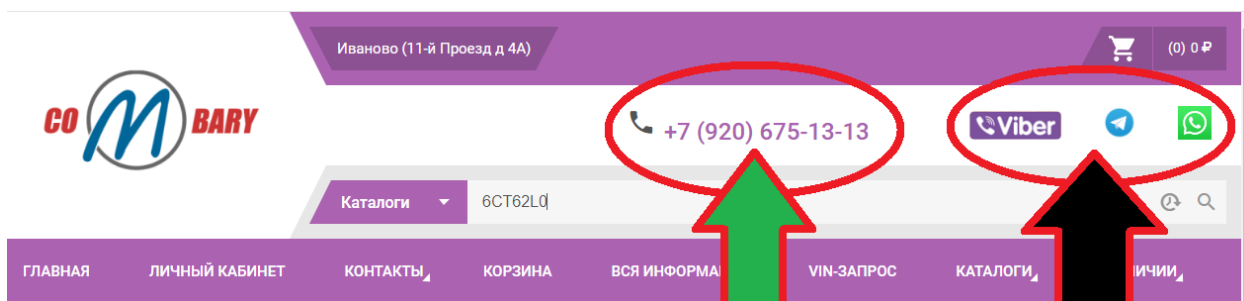 Иваново (11-й Проезд д 4А)
(0) 0 ₽
CO M BARY
+7 (920) 675-13-13
Viber
Каталоги
6CT62L0
ГЛАВНАЯ ЛИЧНЫЙ КАБИНЕТ КОНТАКТЫ КОРЗИНА ВСЯ VIN-ЗАПРОС КАТАЛОГИ